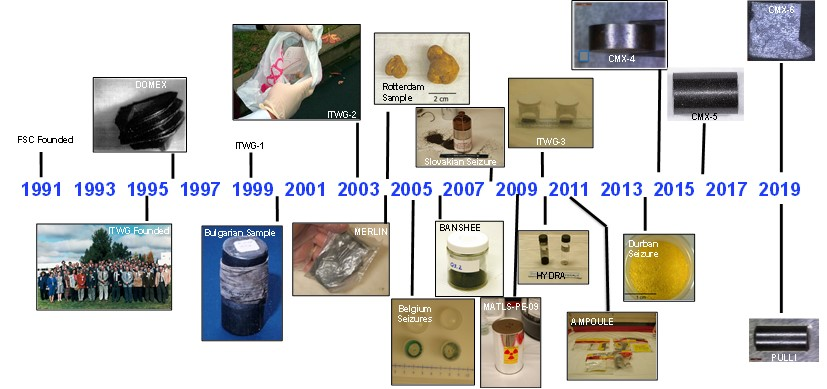 DOMEX
FSC Founded
ITWG-1
ITWG-2
Rotterdam
Sample
2 cm
Slovakian Seizure
ITWG-3
CMX-4
CMX-5
CMX-6
1991 1993 1995 1997 1999 2001 2003 2005 2007 2009 2011 2013 2015 2017 2019
ITWG Founded
Bulgarian Sample
MERLIN
Belgium
Seizures
BANSHEE
MATLS-PE-09
HYDRA
AMPOULE
Durban
Seizure
PULLI